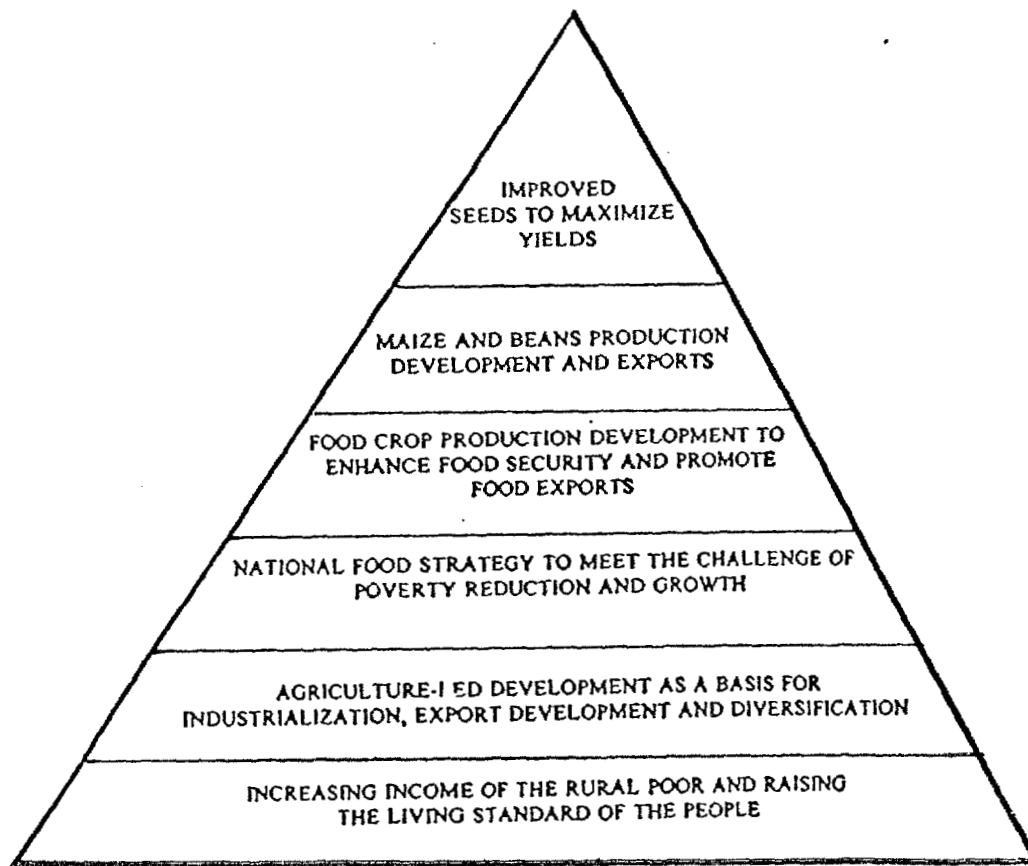 IMPROVED
SEEDS TO MAXIMIZE
YIELDS
MAIZE AND BEANS PRODUCTION
DEVELOPMENT AND EXPORTS
FOOD CROP PRODUCTION DEVELOPMENT TO
ENHANCE FOOD SECURITY AND PROMOTE
FOOD EXPORTS
NATIONAL FOOD STRATEGY TO MEET THE CHALLENGE OF
POVERTY REDUCTION AND GROWTH
AGRICULTURE-LED DEVELOPMENT AS A BASIS FOR
INDUSTRIALIZATION, EXPORT DEVELOPMENT AND DIVERSIFICATION
INCREASING INCOME OF THE RURAL POOR AND RAISING
THE LIVING STANDARD OF THE PEOPLE